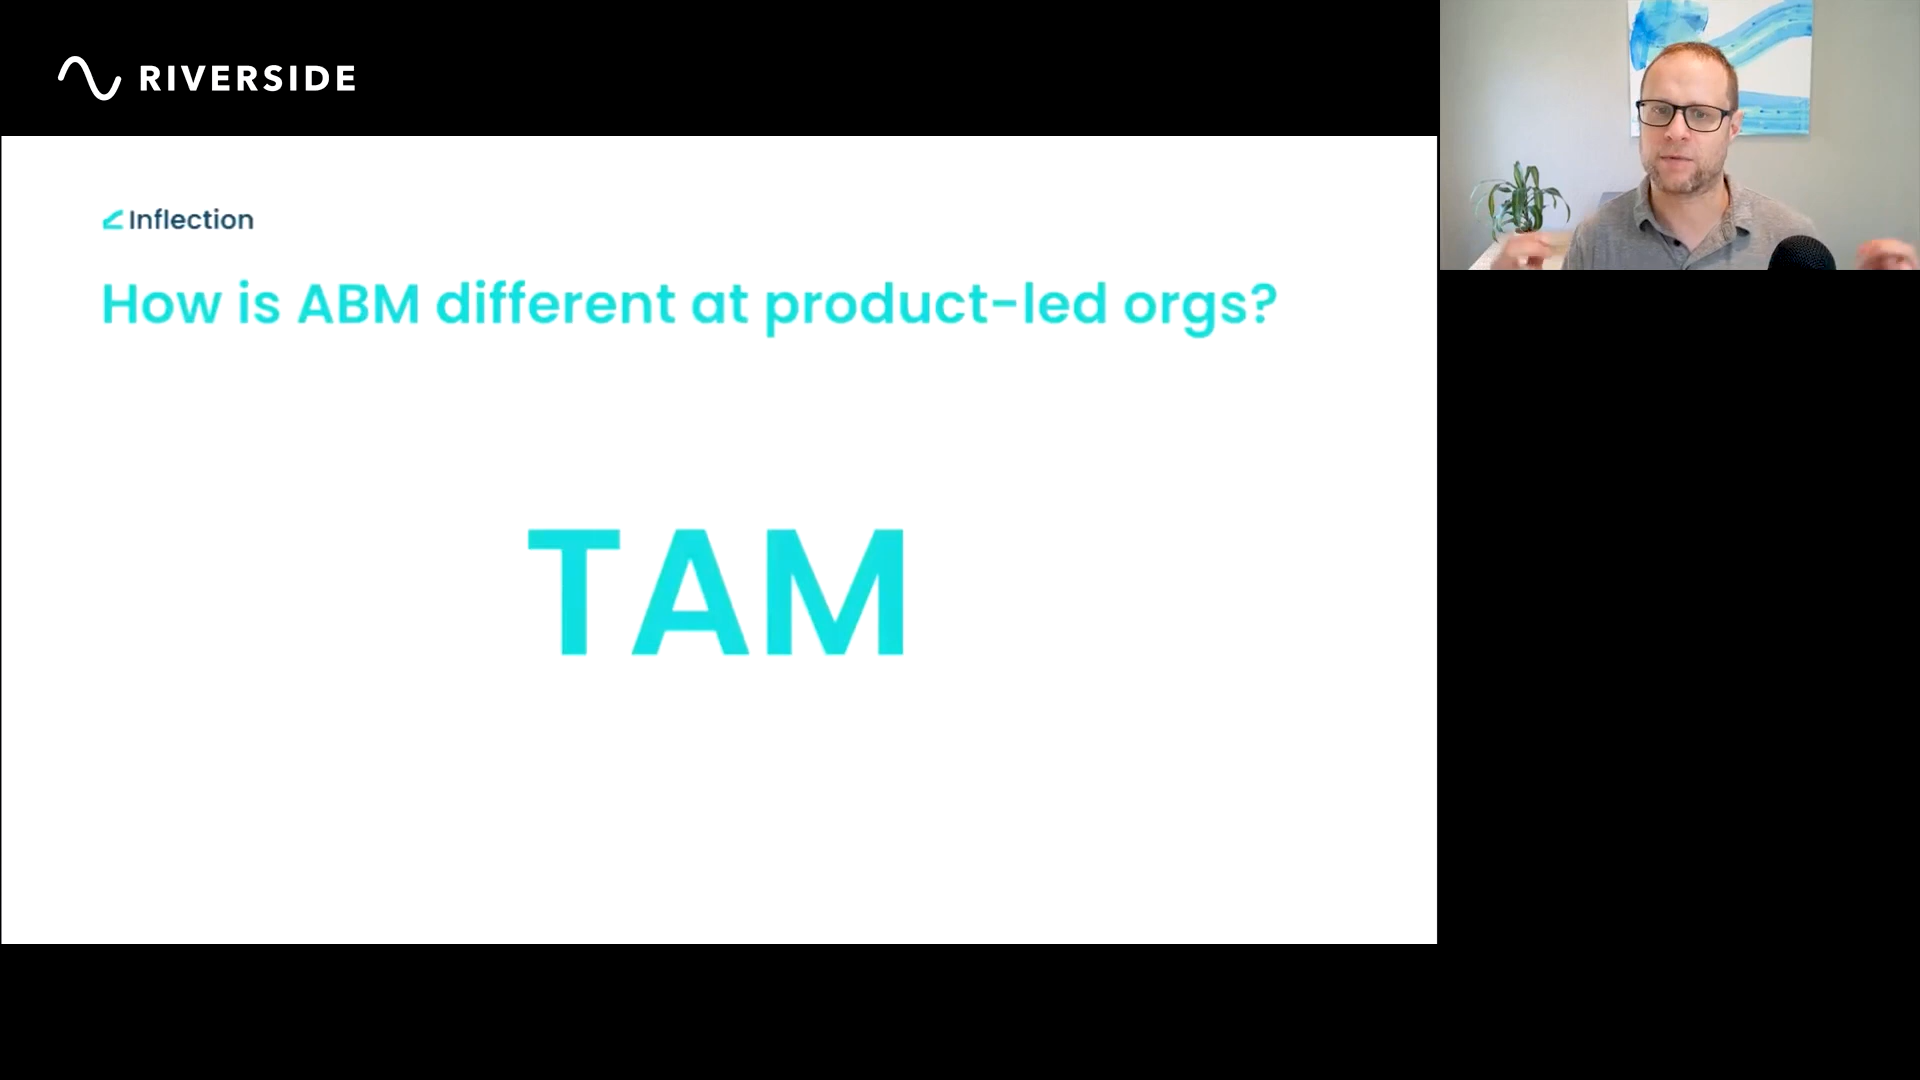 RIVERSIDE
Inflection
How is ABM different at product-led orgs?
TAM